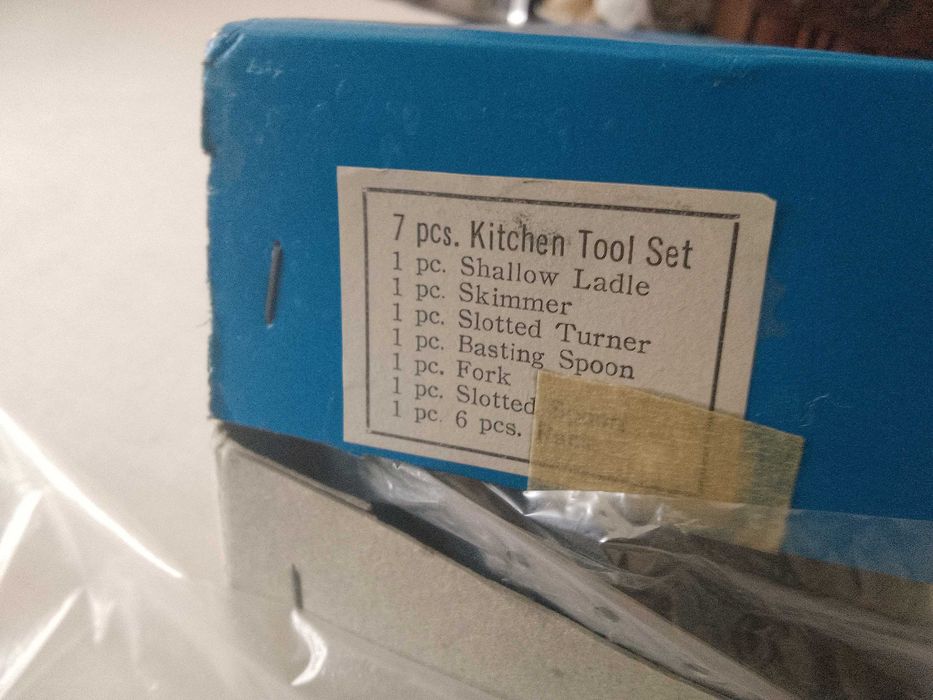 7 pcs. Kitchen Tool Set
1 pc. Shallow Ladle
1 pc. Skimmer
1 pc. Slotted Turner
1 pc. Basting Spoon
1 pc. Fork
1 pc. Slotted Spoon
1 pc. 6 pcs.